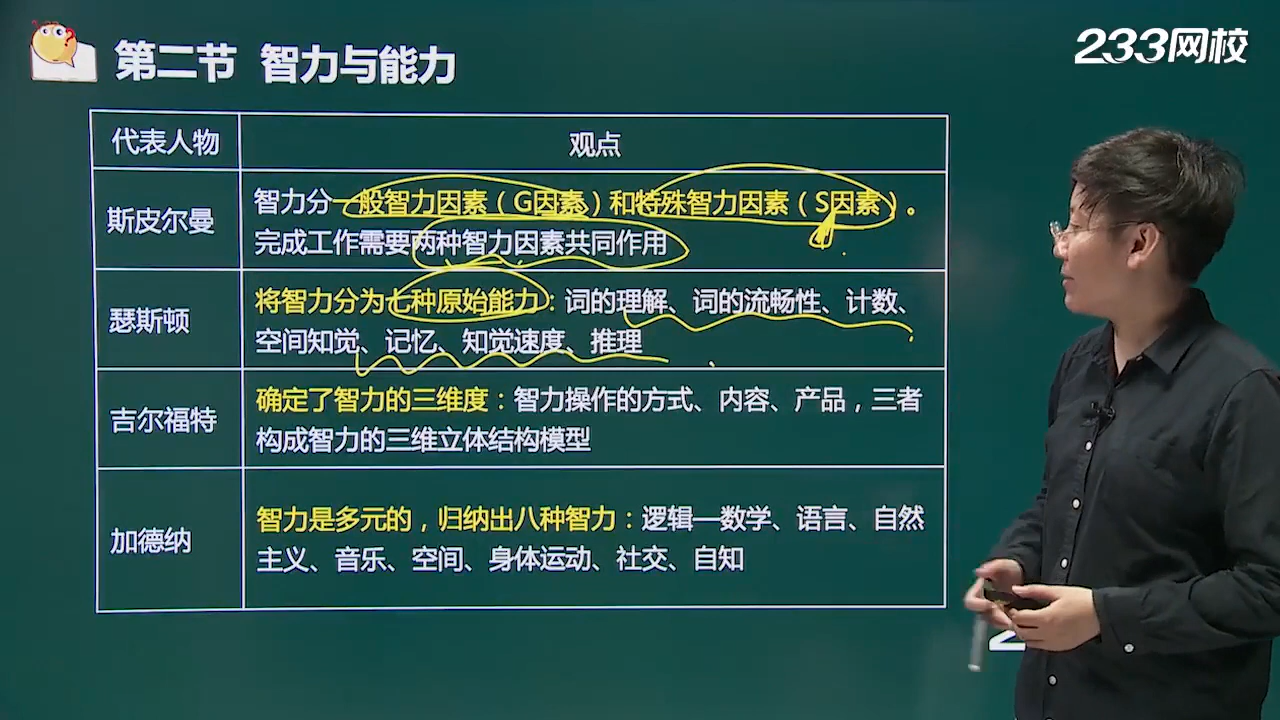 第二节 智力与能力
233网校
代表人物
观点
斯皮尔曼
智力分一般智力因素（G因素）和特殊智力因素（S因素）。
完成工作需要两种智力因素共同作用
瑟斯顿
将智力分为七种原始能力：词的理解、词的流畅性、计数、
空间知觉、记忆、知觉速度、推理
吉尔福特
确定了智力的三维度：智力操作的方式、内容、产品，三者
构成智力的三维立体结构模型
加德纳
智力是多元的，归纳出八种智力：逻辑—数学、语言、自然
主义、音乐、空间、身体运动、社交、自知